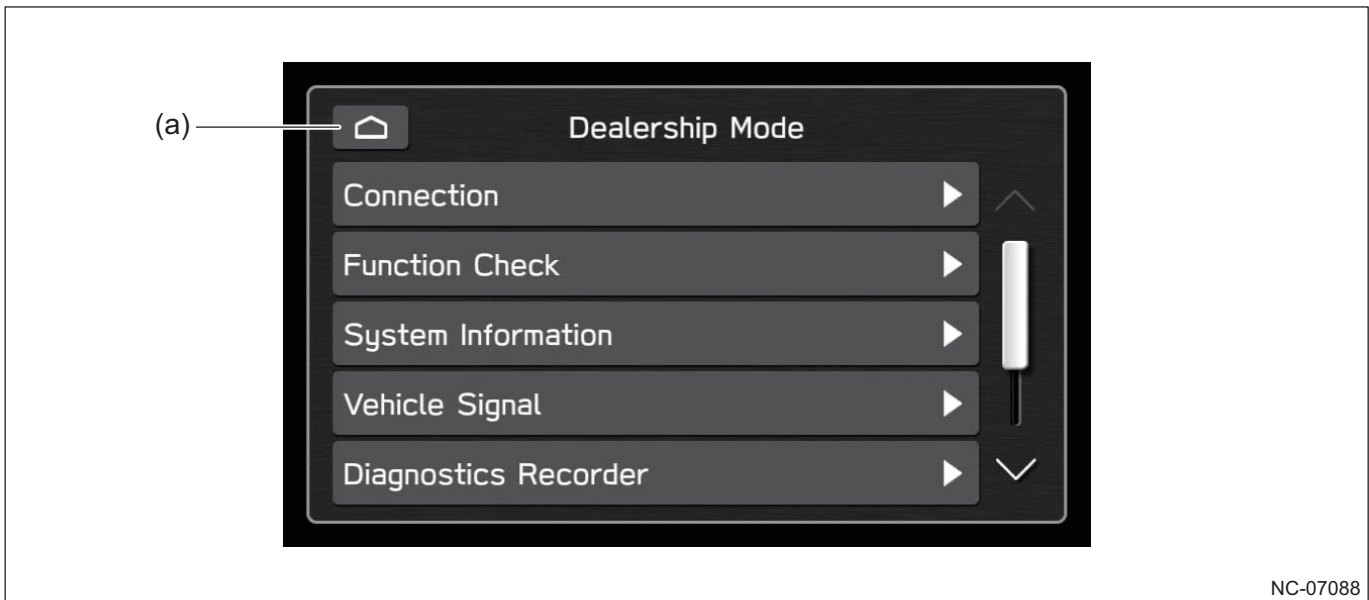 (a)
Dealership Mode
Connection
Function Check
System Information
Vehicle Signal
Diagnostics Recorder
NC-07088